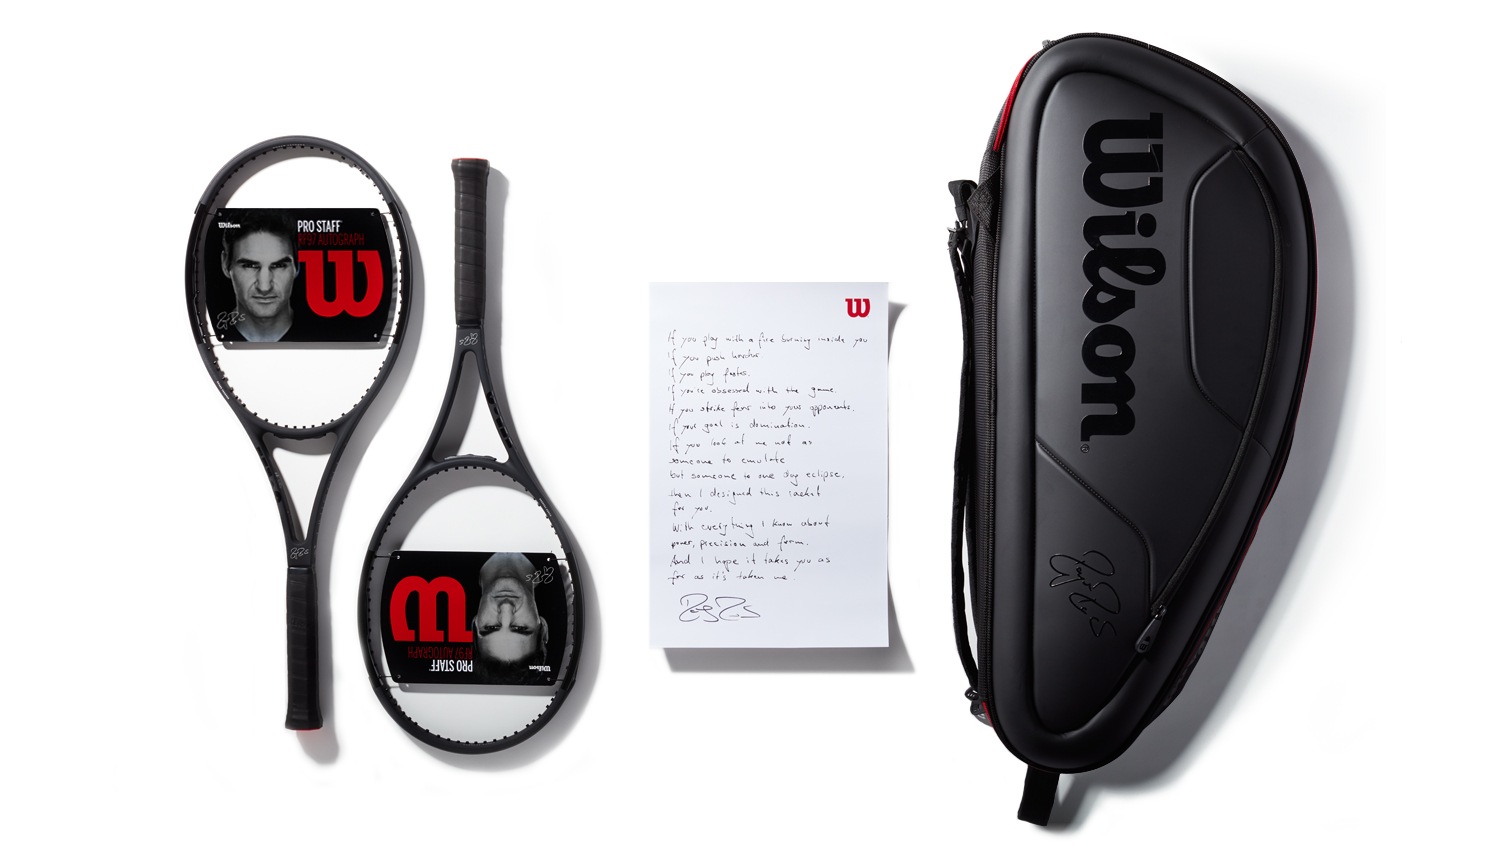 Wilson
PRO STAFF
RF97 AUTOGRAPH
W
W
RF97 AUTOGRAPH
PRO STAFF
Wilson
W
If you play with a fire burning inside you
If you push harder
If you play faster.
If you're obsessed with the game.
If you strike fear into your opponents.
If your goal is domination.
If you look at me not as
someone to emulate
but someone to one day eclipse.
then I designed this racket
for you.
With everything I know about
power, precision and form.
And I hope it takes you as
far as it's taken me.
Wilson